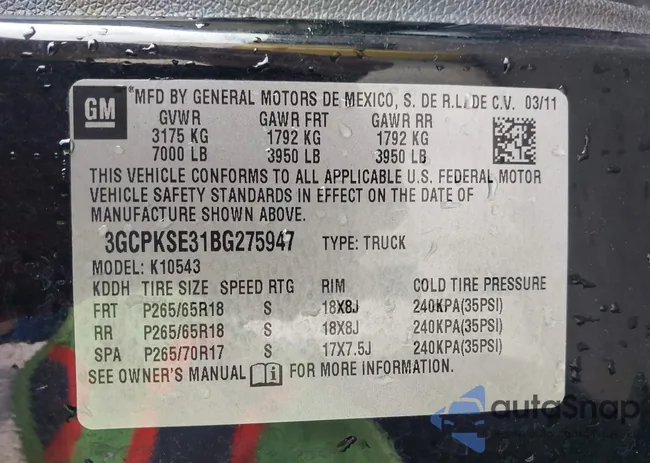 GM
®MFD BY GENERAL MOTORS DE MEXICO, S. DE R.L. DE C.V. 03/11
GVWR GAWR FRT GAWR RR
3175 KG 1792 KG 1792 KG
7000 LB 3950 LB 3950 LB
THIS VEHICLE CONFORMS TO ALL APPLICABLE U.S. FEDERAL MOTOR
VEHICLE SAFETY STANDARDS IN EFFECT ON THE DATE OF
MANUFACTURE SHOWN ABOVE.
3GCPKSE31BG275947 TYPE: TRUCK
MODEL: K10543
KDDH TIRE SIZE SPEED RTG RIM COLD TIRE PRESSURE
FRT P265/65R18 S 18X8J 240KPA(35PSI)
RR P265/65R18 S 18X8J 240KPA(35PSI)
SPA P265/70R17 S 17X7.5J 240KPA(35PSI)
SEE OWNER'S MANUAL FOR MORE INFORMATION.
autoSnap